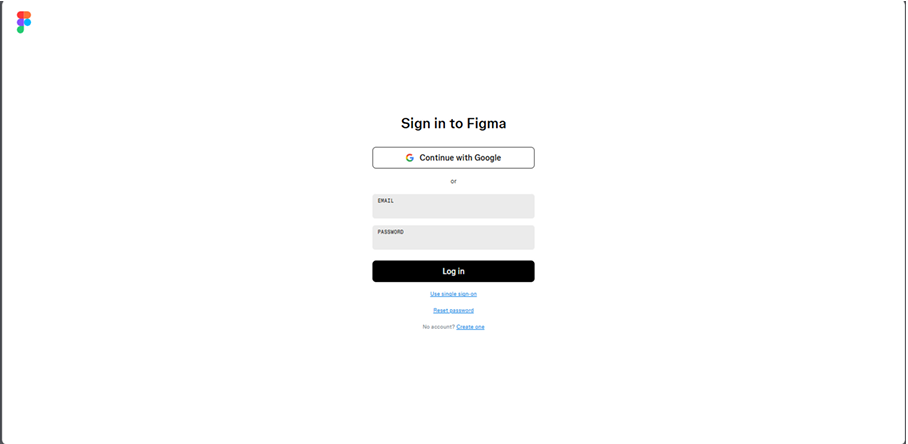 Sign in to Figma
Continue with Google
or
EMAIL
PASSWORD
Log in
Use single sign on
Reset password
No account? Create one